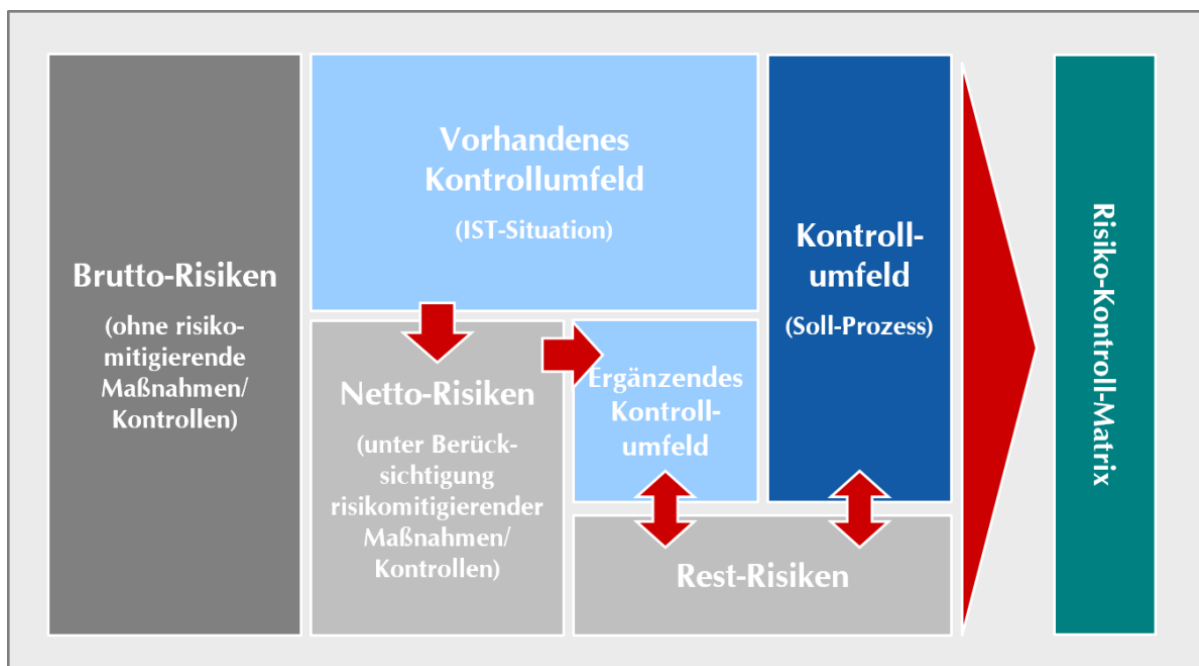 Brutto-Risiken
(ohne risiko-
mitigierende
Maßnahmen/
Kontrollen)
Vorhandenes
Kontrollumfeld
(IST-Situation)
Netto-Risiken
(unter Berück-
sichtigung
risikomitigierender
Maßnahmen/
Kontrollen)
Ergänzendes
Kontroll-
umfeld
Kontroll-
umfeld
(Soll-Prozess)
Rest-Risiken
Risiko-Kontroll-Matrix